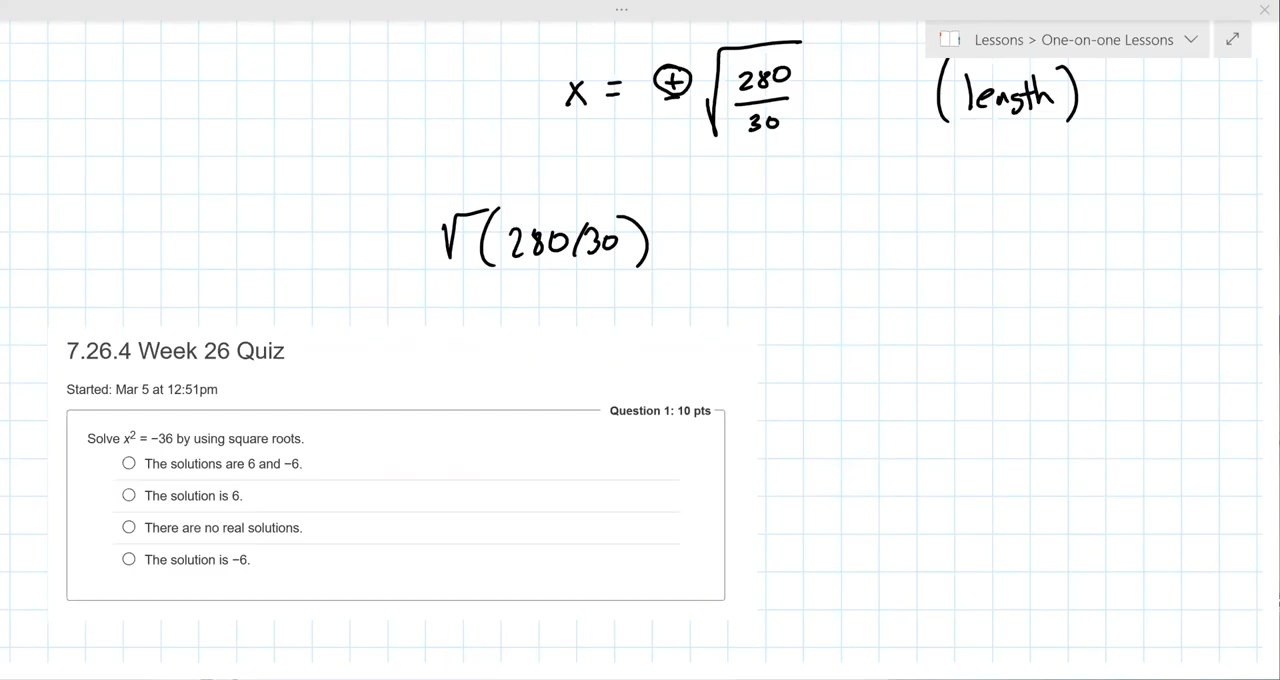 Lessons > One-on-one Lessons
x = ± √ 280/30 (length)
√(280/30)
7.26.4 Week 26 Quiz
Started: Mar 5 at 12:51pm
Question 1: 10 pts
Solve x² = −36 by using square roots.
The solutions are 6 and −6.
The solution is 6.
There are no real solutions.
The solution is −6.